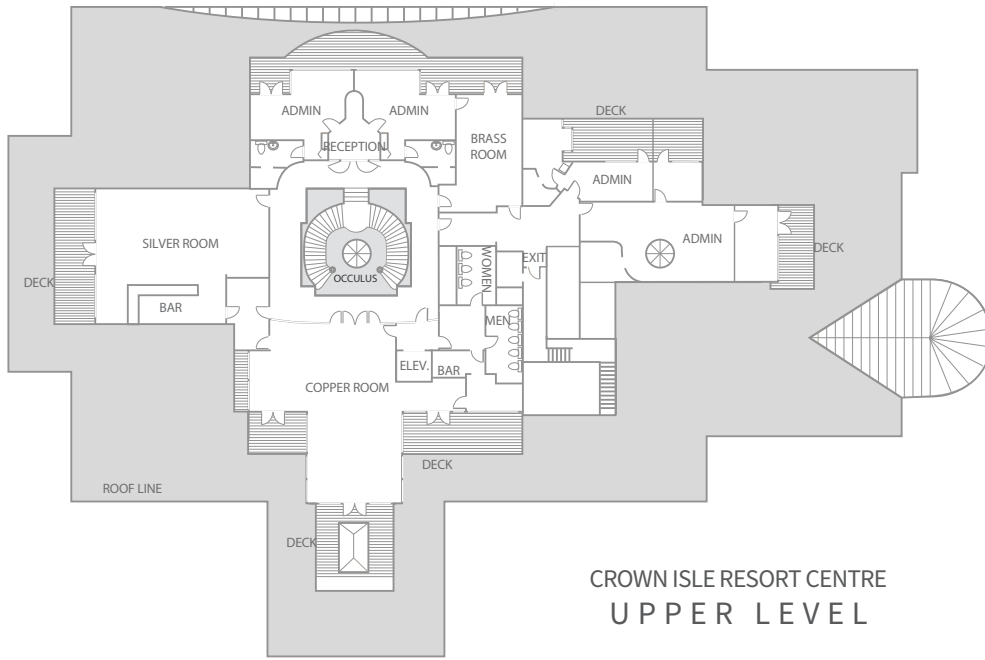 ADMIN
ADMIN
DECK
RECEPTION
BRASS
ROOM
ADMIN
SILVER ROOM
ADMIN
DECK
DECK
WOMEN
EXIT
OCCULUS
BAR
MEN
ELEV.
BAR
COPPER ROOM
DECK
ROOF LINE
DECK
CROWN ISLE RESORT CENTRE
UPPER LEVEL